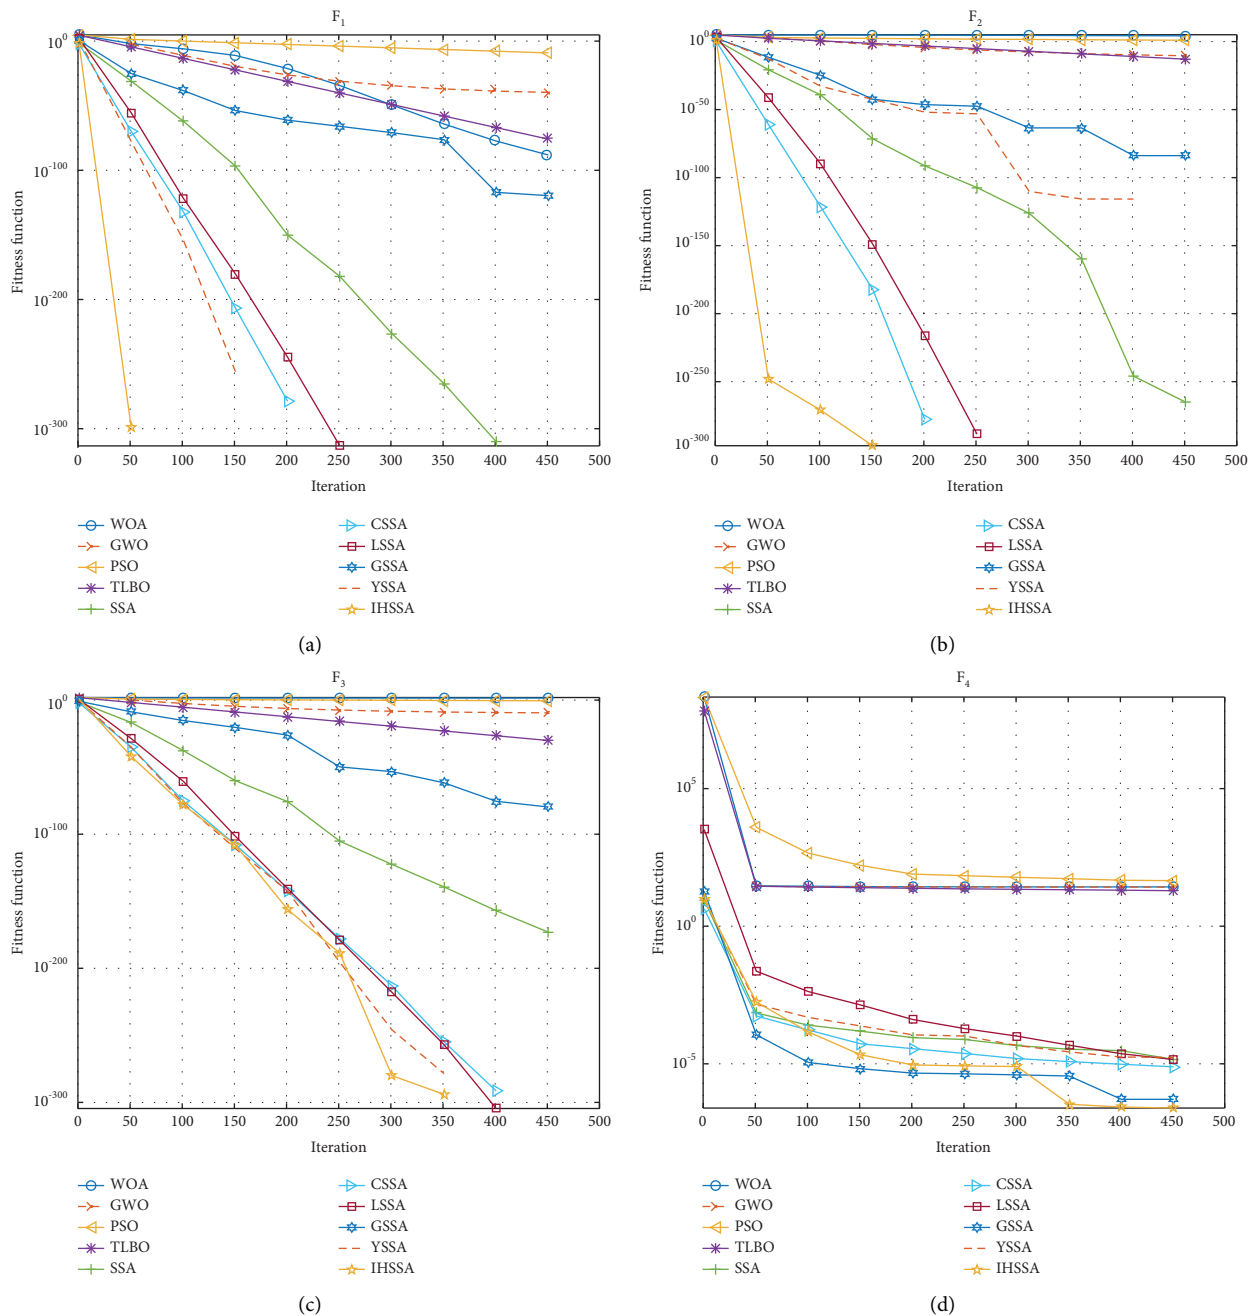 F1
10^0
10^-100
10^-200
10^-300
Fitness function
0 50 100 150 200 250 300 350 400 450 500
Iteration
WOA
GWO
PSO
TLBO
SSA
CSSA
LSSA
GSSA
YSSA
IHSSA
(a)
F2
10^0
10^-50
10^-100
10^-150
10^-200
10^-250
10^-300
Fitness function
0 50 100 150 200 250 300 350 400 450 500
Iteration
WOA
GWO
PSO
TLBO
SSA
CSSA
LSSA
GSSA
YSSA
IHSSA
(b)
F3
10^0
10^-100
10^-200
10^-300
Fitness function
0 50 100 150 200 250 300 350 400 450 500
Iteration
WOA
GWO
PSO
TLBO
SSA
CSSA
LSSA
GSSA
YSSA
IHSSA
(c)
F4
10^5
10^0
10^-5
Fitness function
0 50 100 150 200 250 300 350 400 450 500
Iteration
WOA
GWO
PSO
TLBO
SSA
CSSA
LSSA
GSSA
YSSA
IHSSA
(d)